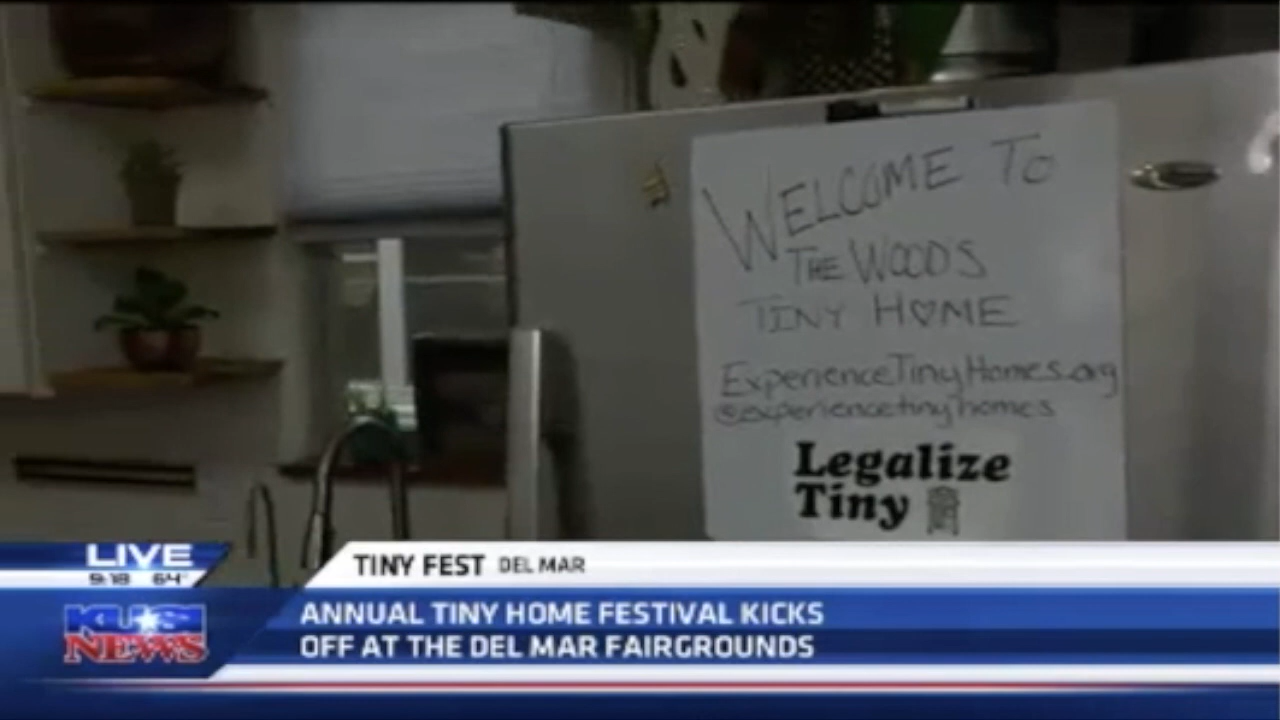 WELCOME TO
THE WOODS
TINY HOME
ExperienceTinyHomes.org
@experiencetinyhomes
Legalize
Tiny
LIVE
9:18 64°
KUSI
NEWS
TINY FEST DEL MAR
ANNUAL TINY HOME FESTIVAL KICKS
OFF AT THE DEL MAR FAIRGROUNDS